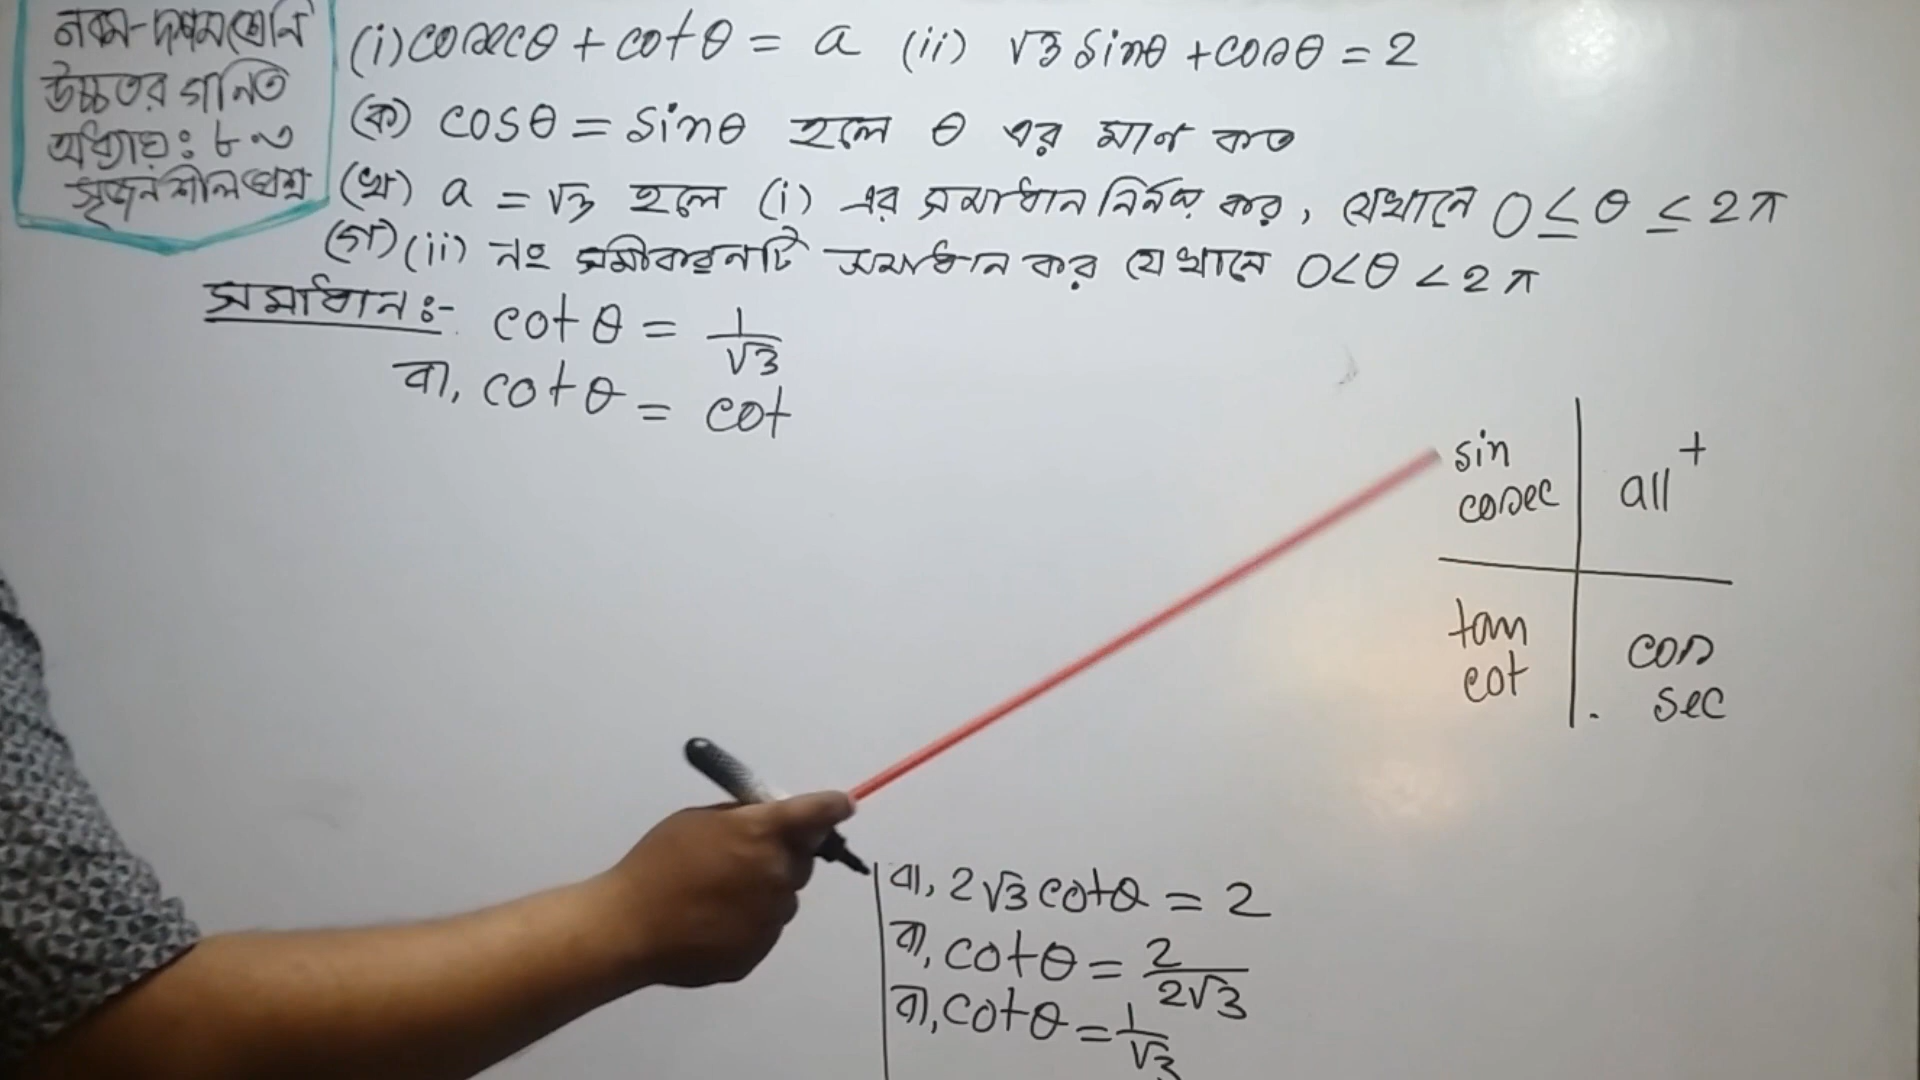 নবম-দশম শ্রেনি
উচ্চতর গনিত
অধ্যায়ঃ ৮.৩
সৃজনশীল প্রশ্ন
(i) cosecθ + cotθ = a (ii) √3 sinθ + cosθ = 2
(ক) cosθ = sinθ হলে θ এর মান কত
(খ) a = √3 হলে (i) এর সমাধান নির্নয় কর, যেখানে 0 ≤ θ ≤ 2π
(গ) (ii) নং সমীকরনটি সমাধান কর যেখানে 0<θ<2π
সমাধানঃ- cotθ = 1/√3
বা, cotθ = cot
sin
cosec
all +
tan
cot
cos
sec
বা, 2√3 cotθ = 2
বা, cotθ = 2/2√3
বা, cotθ = 1/√3